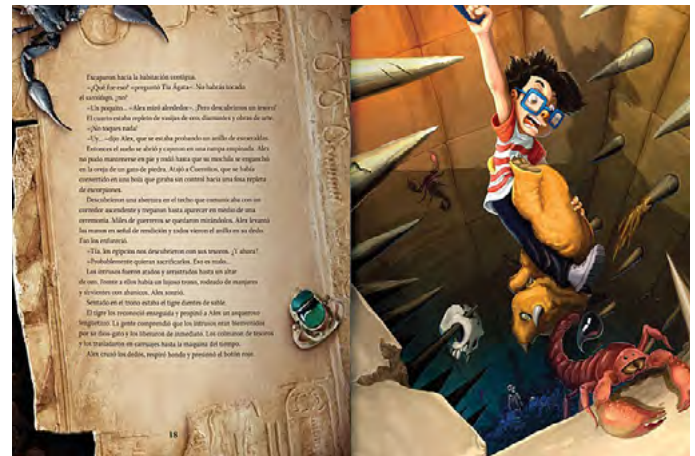 Escaparon hacia la habitación contigua.
–¿Qué fue eso? –preguntó Tía Ágata–. No habrás tocado
el sarcófago, ¿no?
–Un poquito... –Alex miró alrededor–. ¡Pero descubrimos un tesoro!
El cuarto estaba repleto de vasijas de oro, diamantes y obras de arte.
–¡No toques nada!
–Uy... –dijo Alex, que se estaba probando un anillo de esmeraldas.
Entonces el suelo se abrió y cayeron en una rampa empinada. Alex
no pudo mantenerse en pie y rodó hasta que su mochila se enganchó
en la oreja de un gato de piedra. Atajó a Cuernitos, que se había
convertido en una bola que giraba sin control hacia una fosa repleta
de escorpiones.
Descubrieron una abertura en el techo que comunicaba con un
corredor ascendente y treparon hasta aparecer en medio de una
ceremonia. Miles de guerreros se quedaron mirándolos. Alex levantó
las manos en señal de rendición y todos vieron el anillo en su dedo.
Eso los enfureció.
–Tía, los egipcios nos descubrieron con sus tesoros. ¿Y ahora?
–Probablemente quieran sacrificarlos. Eso es malo...
Los intrusos fueron atados y arrastrados hasta un altar
de oro. Frente a ellos había un lujoso trono, rodeado de manjares
y sirvientes con abanicos. Alex sonrió.
Sentado en el trono estaba el tigre dientes de sable.
El tigre los reconoció enseguida y propinó a Alex un asqueroso
lengüetazo. La gente comprendió que los intrusos eran bienvenidos
por su dios-gato y los liberaron de inmediato. Los colmaron de tesoros
y los trasladaron en carruajes hasta la máquina del tiempo.
Alex cruzó los dedos, respiró hondo y presionó el botón rojo.
18